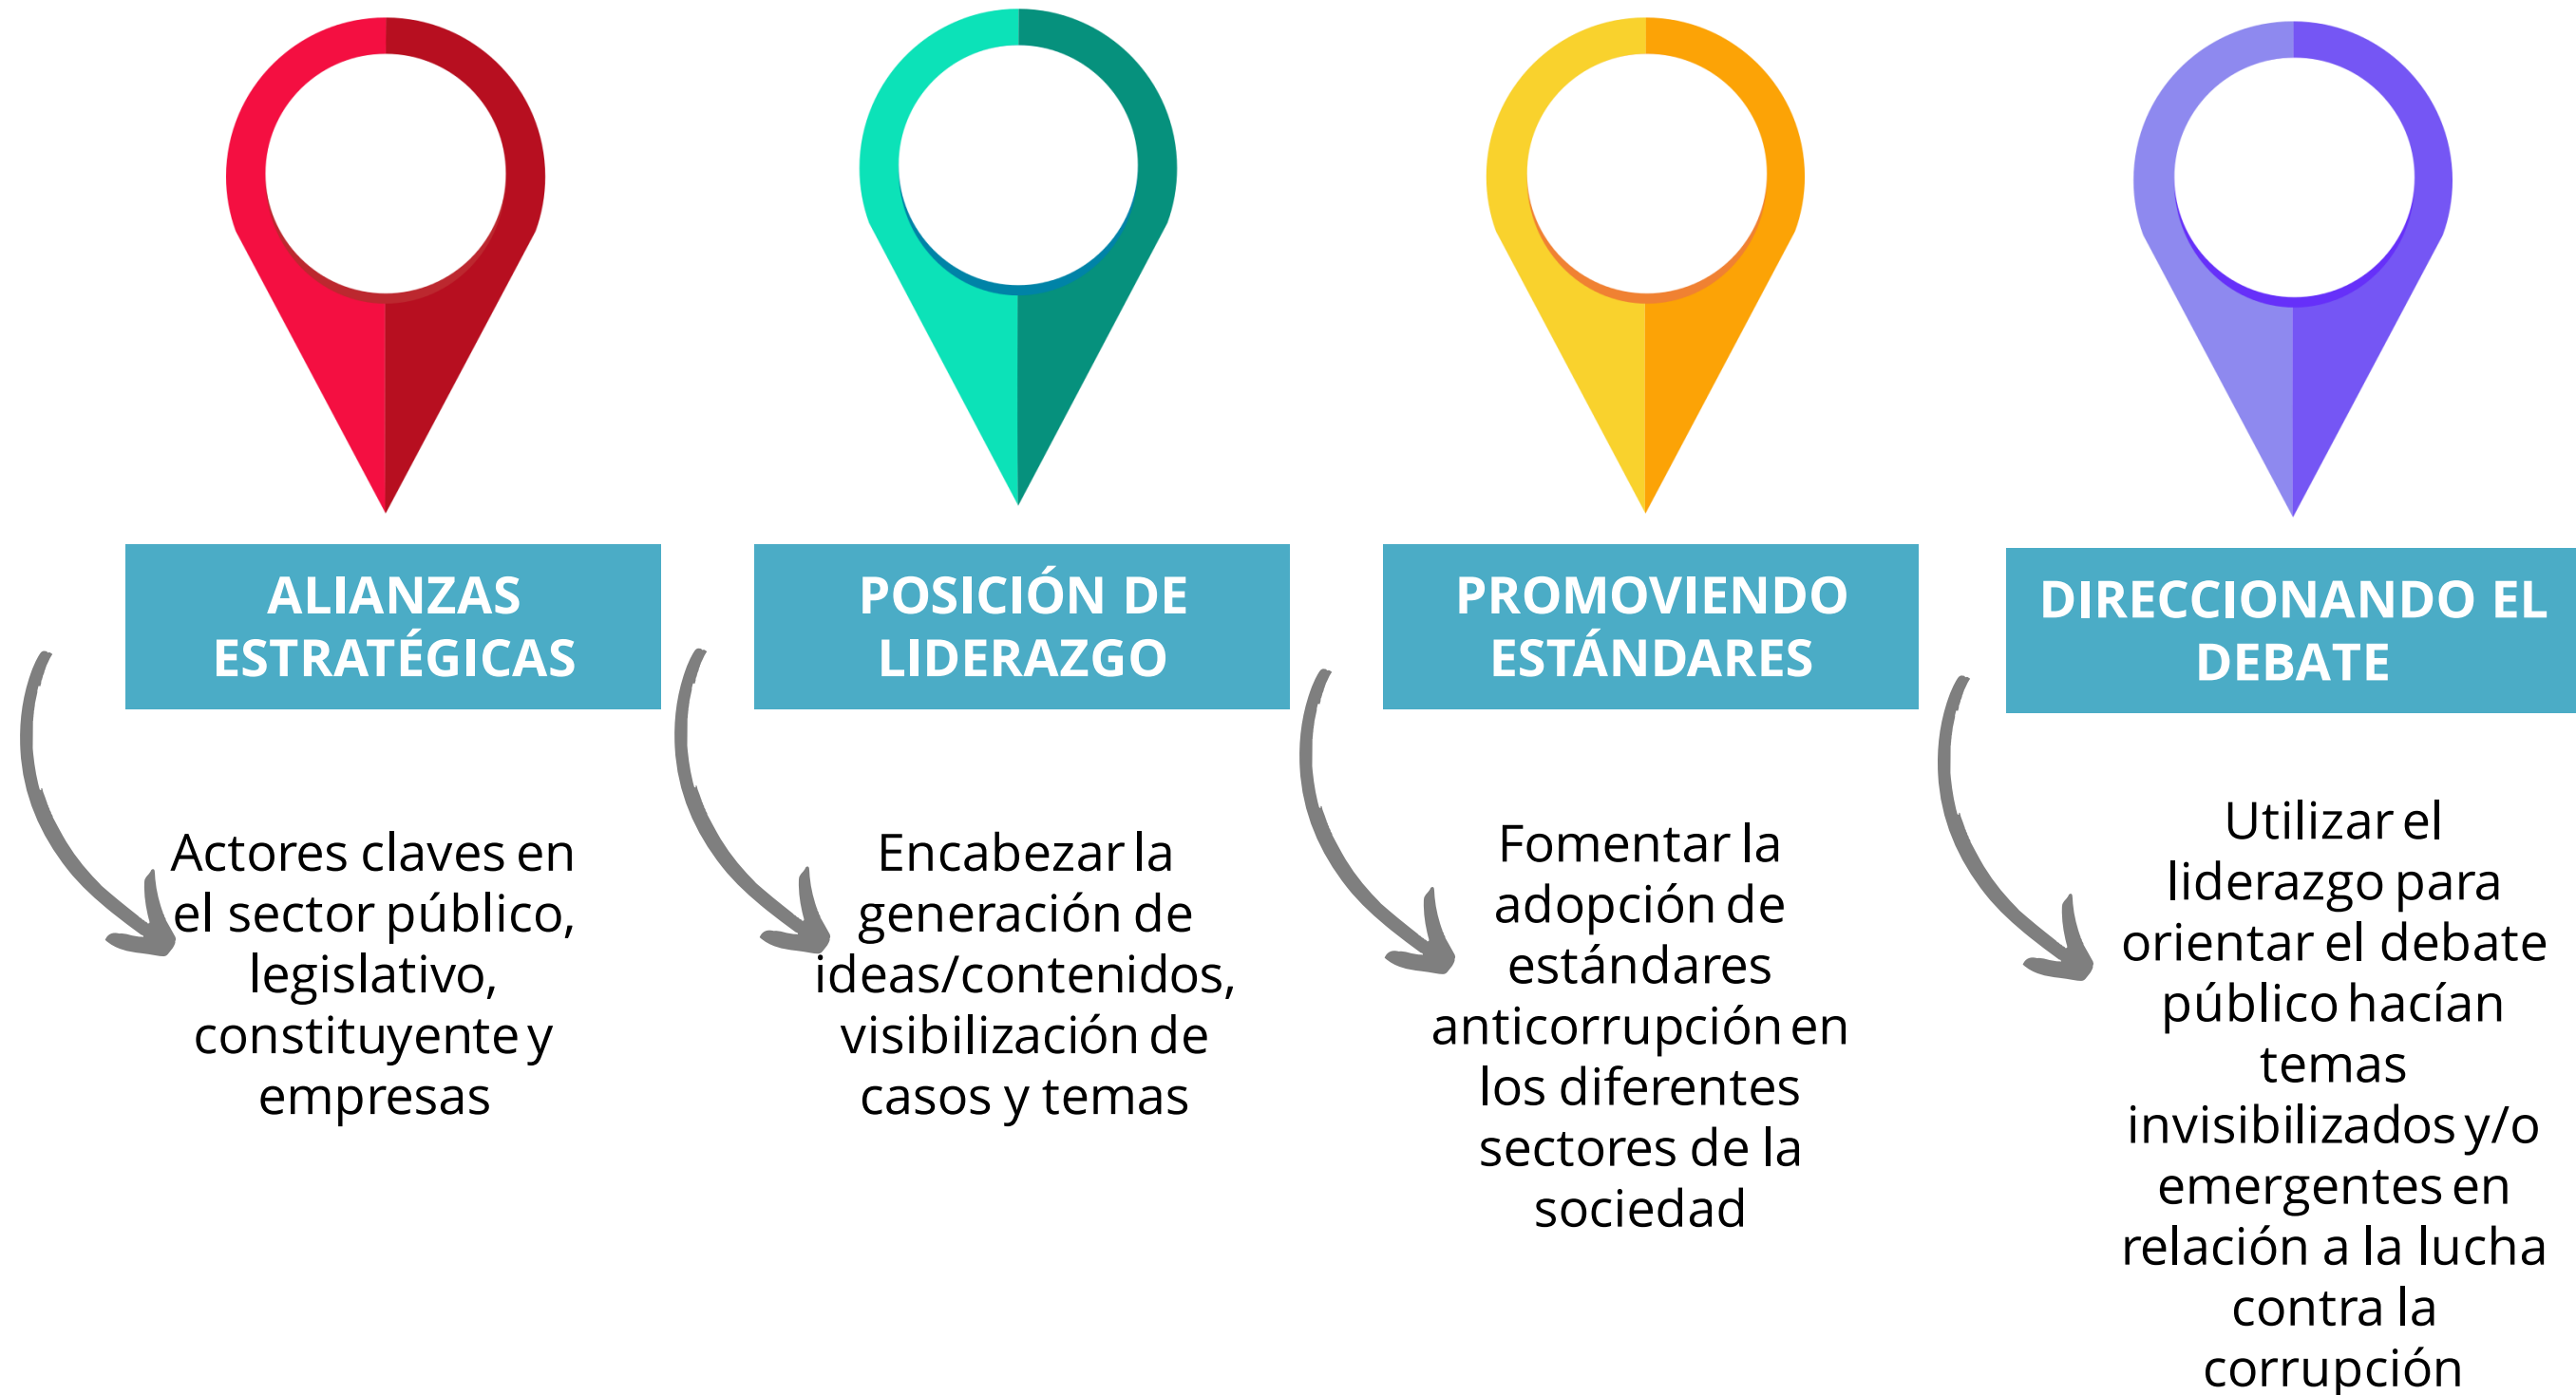 ALIANZAS
ESTRATÉGICAS
Actores claves en
el sector público,
legislativo,
constituyente y
empresas
POSICIÓN DE
LIDERAZGO
Encabezar la
generación de
ideas/contenidos,
visibilización de
casos y temas
PROMOVIENDO
ESTÁNDARES
Fomentar la
adopción de
estándares
anticorrupción en
los diferentes
sectores de la
sociedad
DIRECCIONANDO EL
DEBATE
Utilizar el
liderazgo para
orientar el debate
público hacían
temas
invisibilizados y/o
emergentes en
relación a la lucha
contra la
corrupción